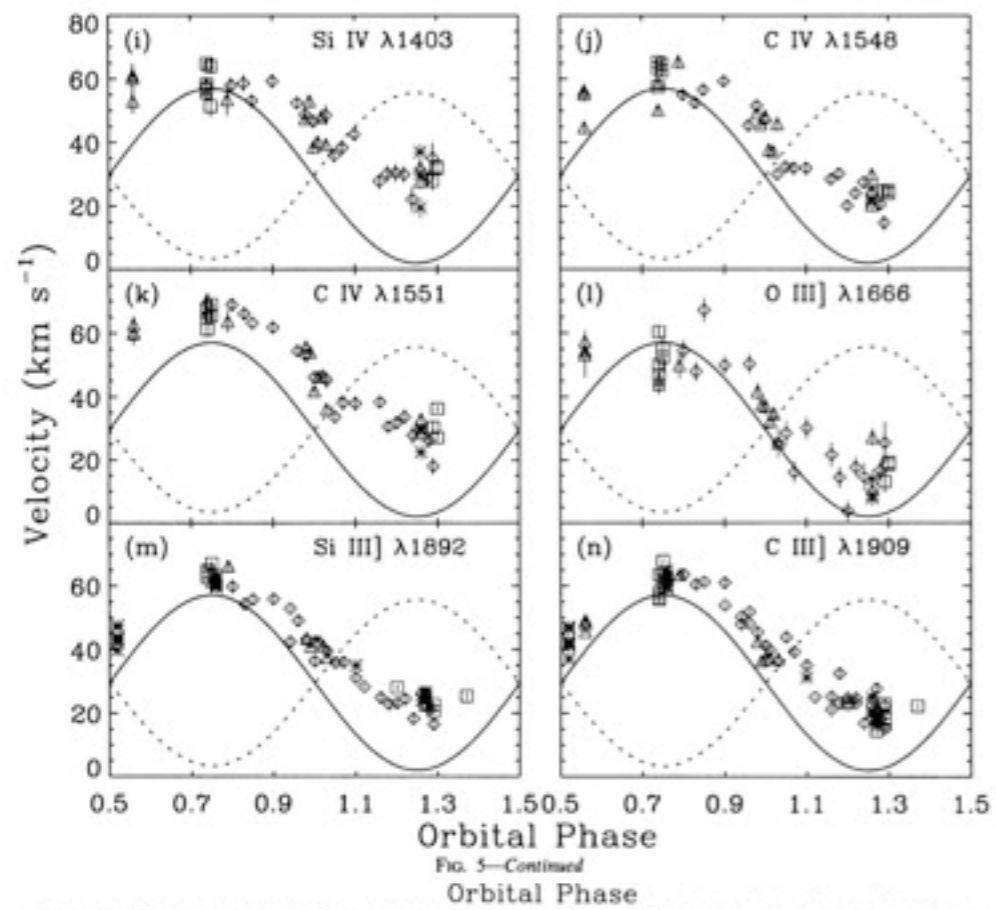 80
(i) Si IV λ1403
(j) C IV λ1548
60
40
20
0
(k) C IV λ1551
(l) O III] λ1666
60
40
20
0
Velocity (km s⁻¹)
(m) Si III] λ1892
(n) C III] λ1909
60
40
20
0
0.5 0.7 0.9 1.1 1.3 1.5 0.5 0.7 0.9 1.1 1.3 1.5
Orbital Phase
FIG. 5—Continued
Orbital Phase